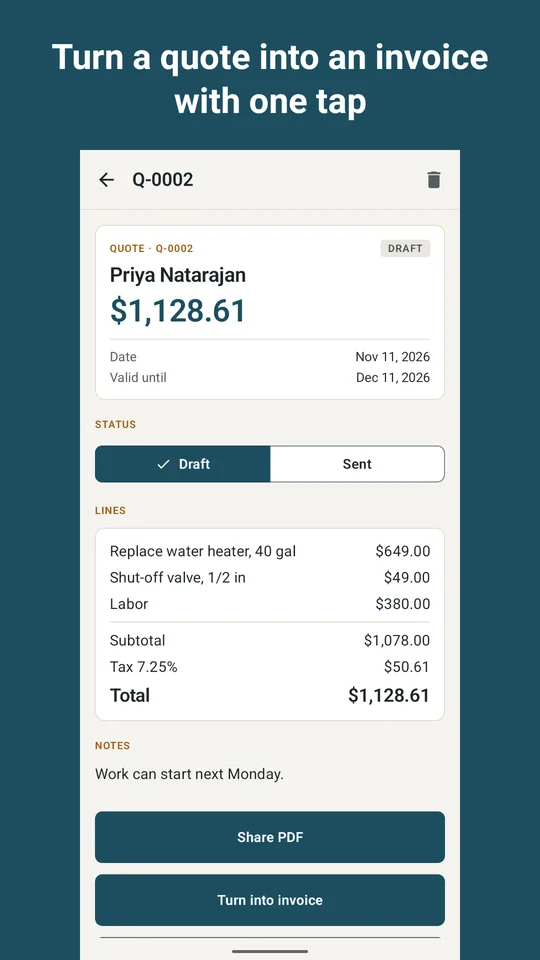 Turn a quote into an invoice
with one tap
Q-0002
QUOTE · Q-0002 DRAFT
Priya Natarajan
$1,128.61
Date Nov 11, 2026
Valid until Dec 11, 2026
STATUS
Draft Sent
LINES
Replace water heater, 40 gal $649.00
Shut-off valve, 1/2 in $49.00
Labor $380.00
Subtotal $1,078.00
Tax 7.25% $50.61
Total $1,128.61
NOTES
Work can start next Monday.
Share PDF
Turn into invoice